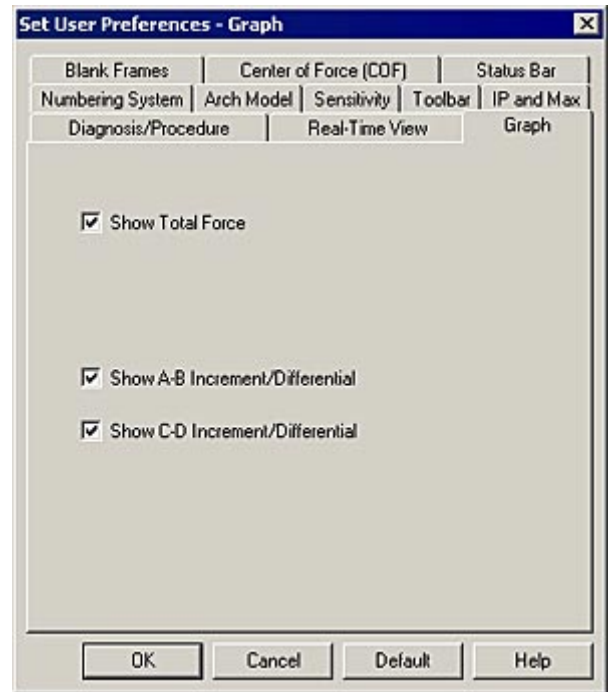 Set User Preferences - Graph
Blank Frames Center of Force (COF) Status Bar
Numbering System Arch Model Sensitivity Toolbar IP and Max
Diagnosis/Procedure Real-Time View Graph
Show Total Force
Show A-B Increment/Differential
Show C-D Increment/Differential
OK Cancel Default Help